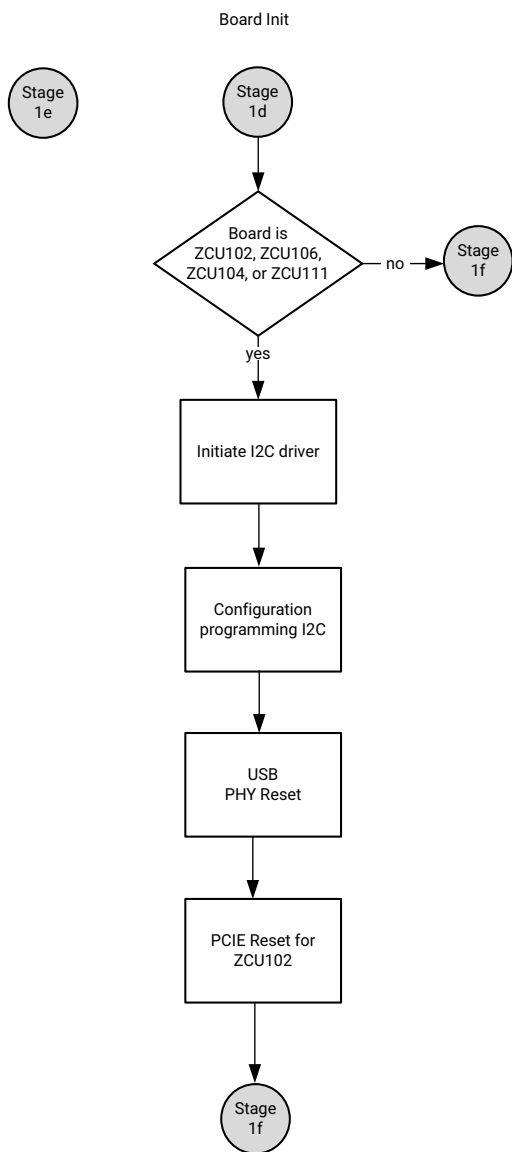 Board Init
Stage
1e
Stage
1d
Board is
ZCU102, ZCU106,
ZCU104, or ZCU111
no
Stage
1f
yes
Initiate I2C driver
Configuration
programming I2C
USB
PHY Reset
PCIE Reset for
ZCU102
Stage
1f